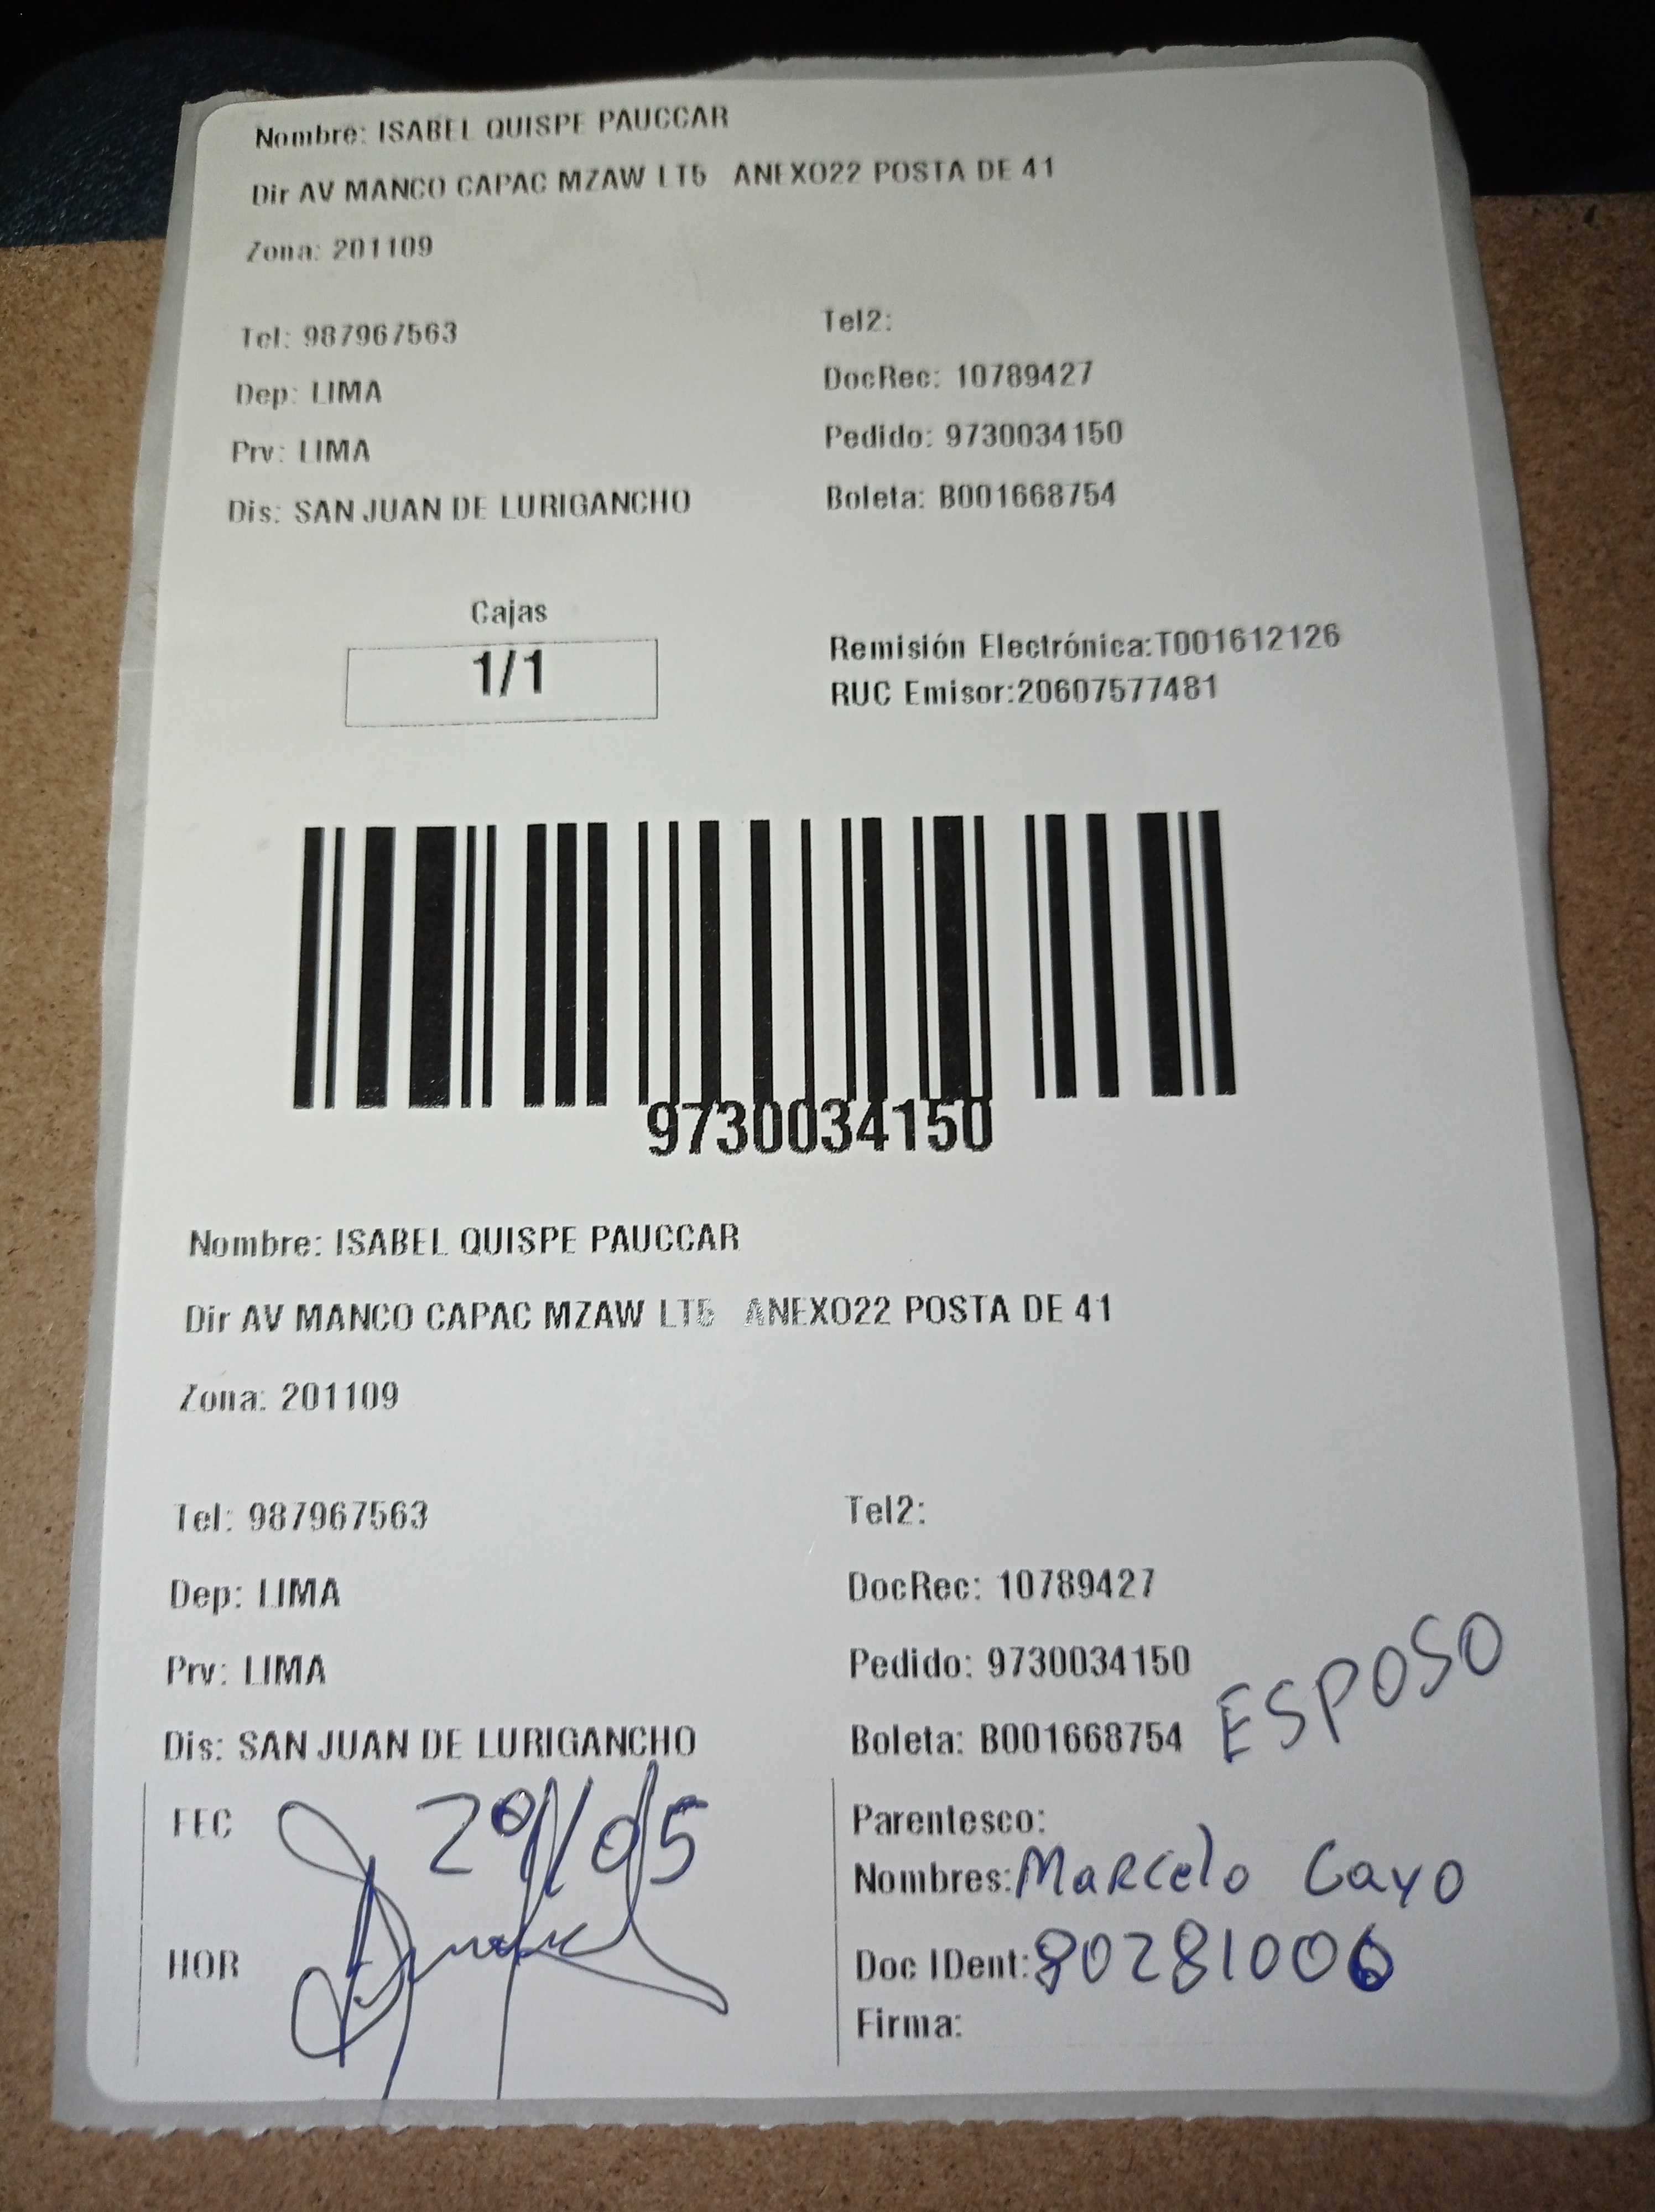 Nombre: ISABEL QUISPE PAUCCAR
Dir AV MANCO CAPAC MZAW LT5 ANEXO22 POSTA DE 41
Zona: 201109
Tel: 987967563 Tel2:
Dep: LIMA DocRec: 10789427
Prv: LIMA Pedido: 9730034150
Dis: SAN JUAN DE LURIGANCHO Boleta: B001668754
Cajas
1/1
Remisión Electrónica:T001612126
RUC Emisor:20607577481
9730034150
Nombre: ISABEL QUISPE PAUCCAR
Dir AV MANCO CAPAC MZAW LT5 ANEXO22 POSTA DE 41
Zona: 201109
Tel: 987967563 Tel2:
Dep: LIMA DocRec: 10789427
Prv: LIMA Pedido: 9730034150
Dis: SAN JUAN DE LURIGANCHO Boleta: B001668754 ESPOSO
FEC Parentesco:
Nombres: Marcelo Cayo
HOR Doc IDent: 80281006
Firma: